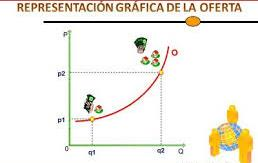 REPRESENTACIÓN GRÁFICA DE LA OFERTA
P
O
p2
p1
0
q1
q2
Q